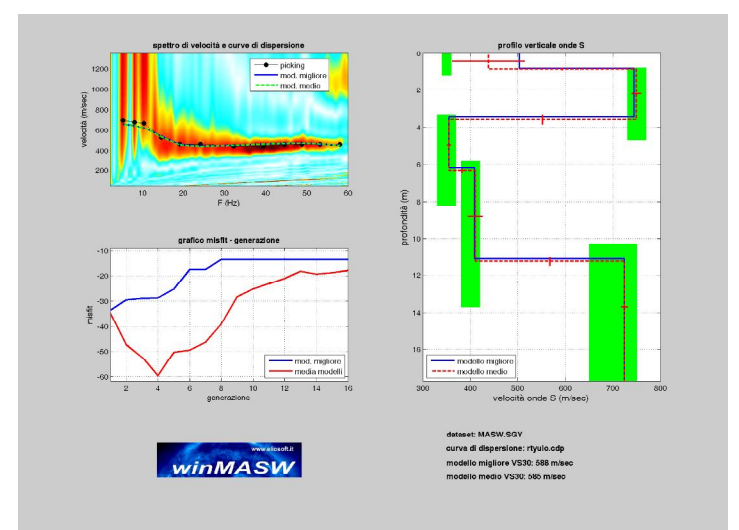 spettro di velocità e curve di dispersione
picking
mod. migliore
mod. medio
velocità (m/sec)
1200
1000
800
600
400
200
10 20 30 40 50 60
F (Hz)
grafico misfit - generazione
misfit
-10
-20
-30
-40
-50
-60
mod. migliore
media modelli
2 4 6 8 10 12 14 16
generazione
profilo verticale onde S
profondità (m)
0
2
4
6
8
10
12
14
16
modello migliore
modello medio
300 400 500 600 700 800
velocità onde S (m/sec)
www.eliosoft.it
winMASW
dataset: MASW.SGY
curva di dispersione: rtyuio.cdp
modello migliore VS30: 588 m/sec
modello medio VS30: 585 m/sec